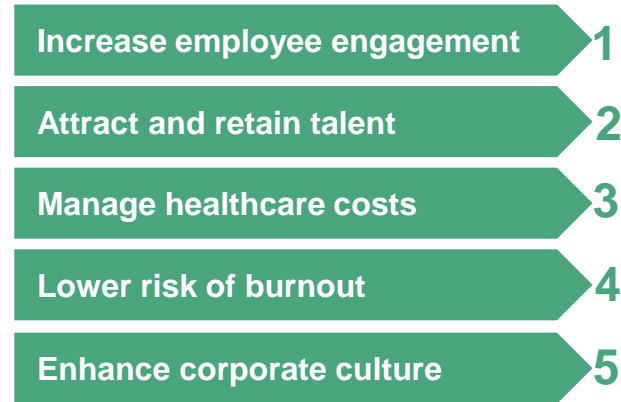 Increase employee engagement 1
Attract and retain talent 2
Manage healthcare costs 3
Lower risk of burnout 4
Enhance corporate culture 5